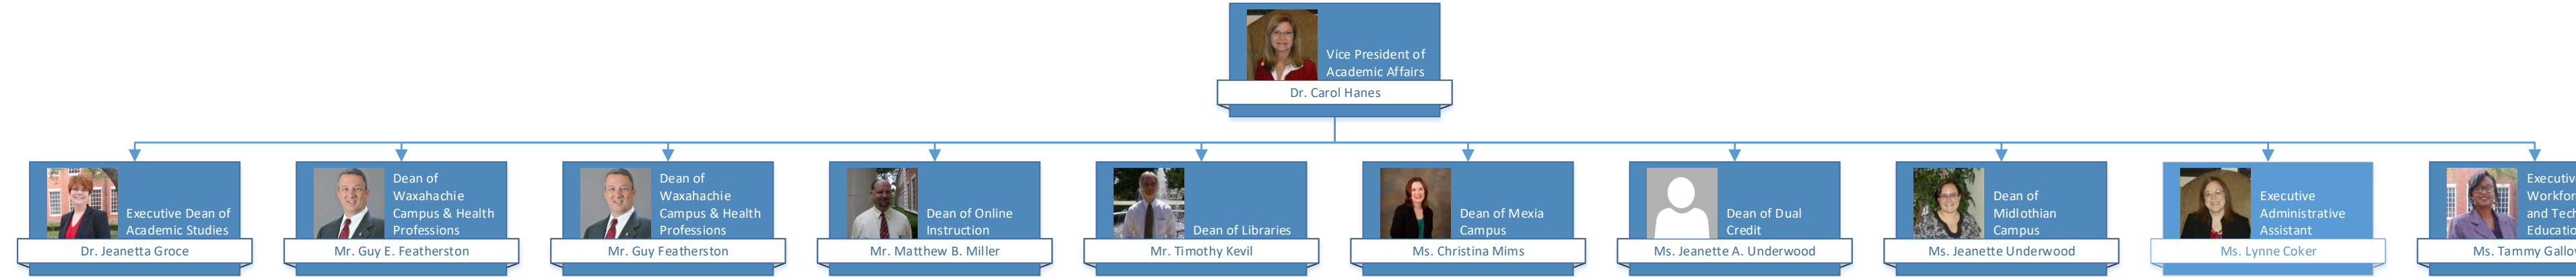 Vice President of
Academic Affairs
Dr. Carol Hanes
Executive Dean of
Academic Studies
Dr. Jeanetta Groce
Dean of
Waxahachie
Campus & Health
Professions
Mr. Guy E. Featherston
Dean of
Waxahachie
Campus & Health
Professions
Mr. Guy Featherston
Dean of Online
Instruction
Mr. Matthew B. Miller
Dean of Libraries
Mr. Timothy Kevil
Dean of Mexia
Campus
Ms. Christina Mims
Dean of Dual
Credit
Ms. Jeanette A. Underwood
Dean of
Midlothian
Campus
Ms. Jeanette Underwood
Executive
Administrative
Assistant
Ms. Lynne Coker
and
Ms. Tammy